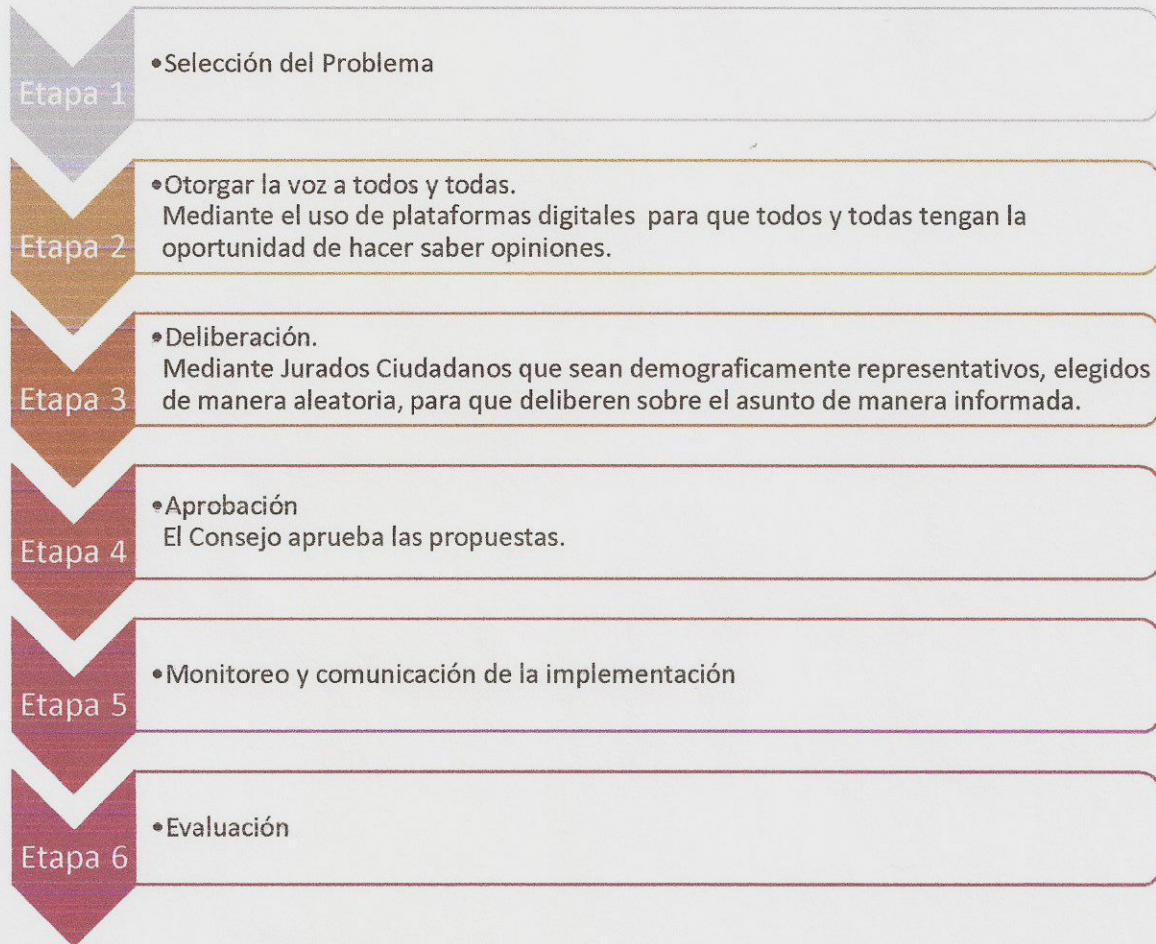 Etapa 1
•Selección del Problema
Etapa 2
•Otorgar la voz a todos y todas.
Mediante el uso de plataformas digitales para que todos y todas tengan la
oportunidad de hacer saber opiniones.
Etapa 3
•Deliberación.
Mediante Jurados Ciudadanos que sean demograficamente representativos, elegidos
de manera aleatoria, para que deliberen sobre el asunto de manera informada.
Etapa 4
•Aprobación
El Consejo aprueba las propuestas.
Etapa 5
•Monitoreo y comunicación de la implementación
Etapa 6
•Evaluación